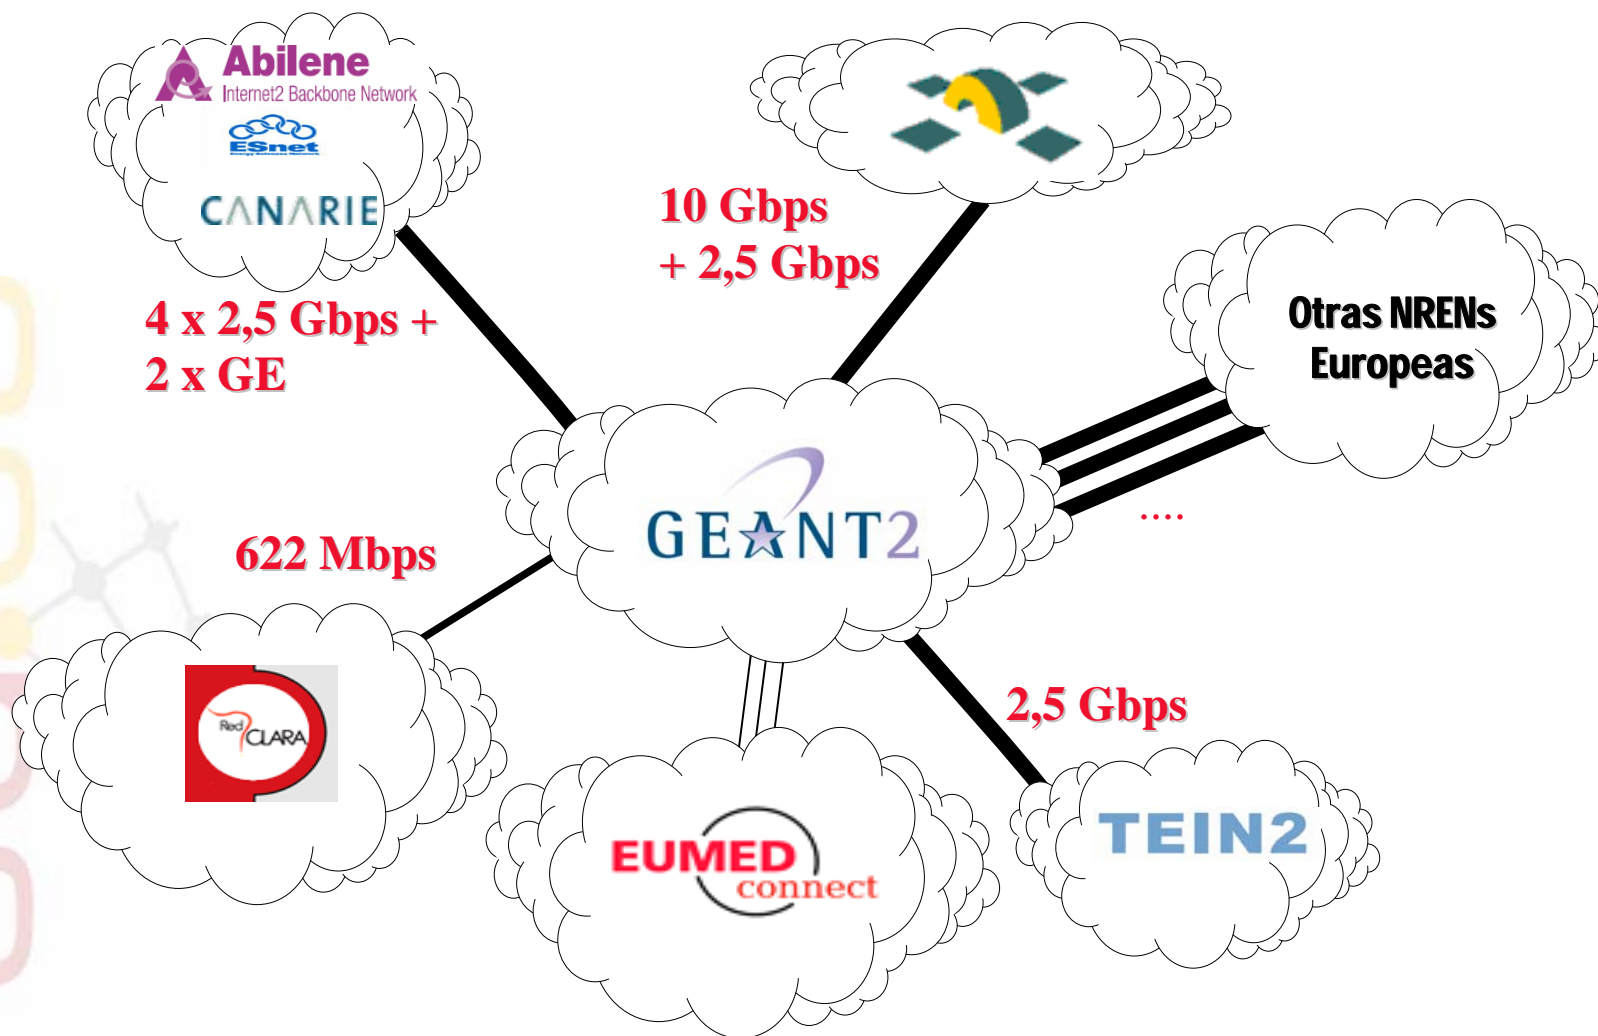 Abilene
Internet2 Backbone Network
ESnet
CANARIE
10 Gbps
+ 2,5 Gbps
4 x 2,5 Gbps +
2 x GE
Otras NRENs
Europeas
GEANT2
....
622 Mbps
Red CLARA
2,5 Gbps
EUMED
connect
TEIN2